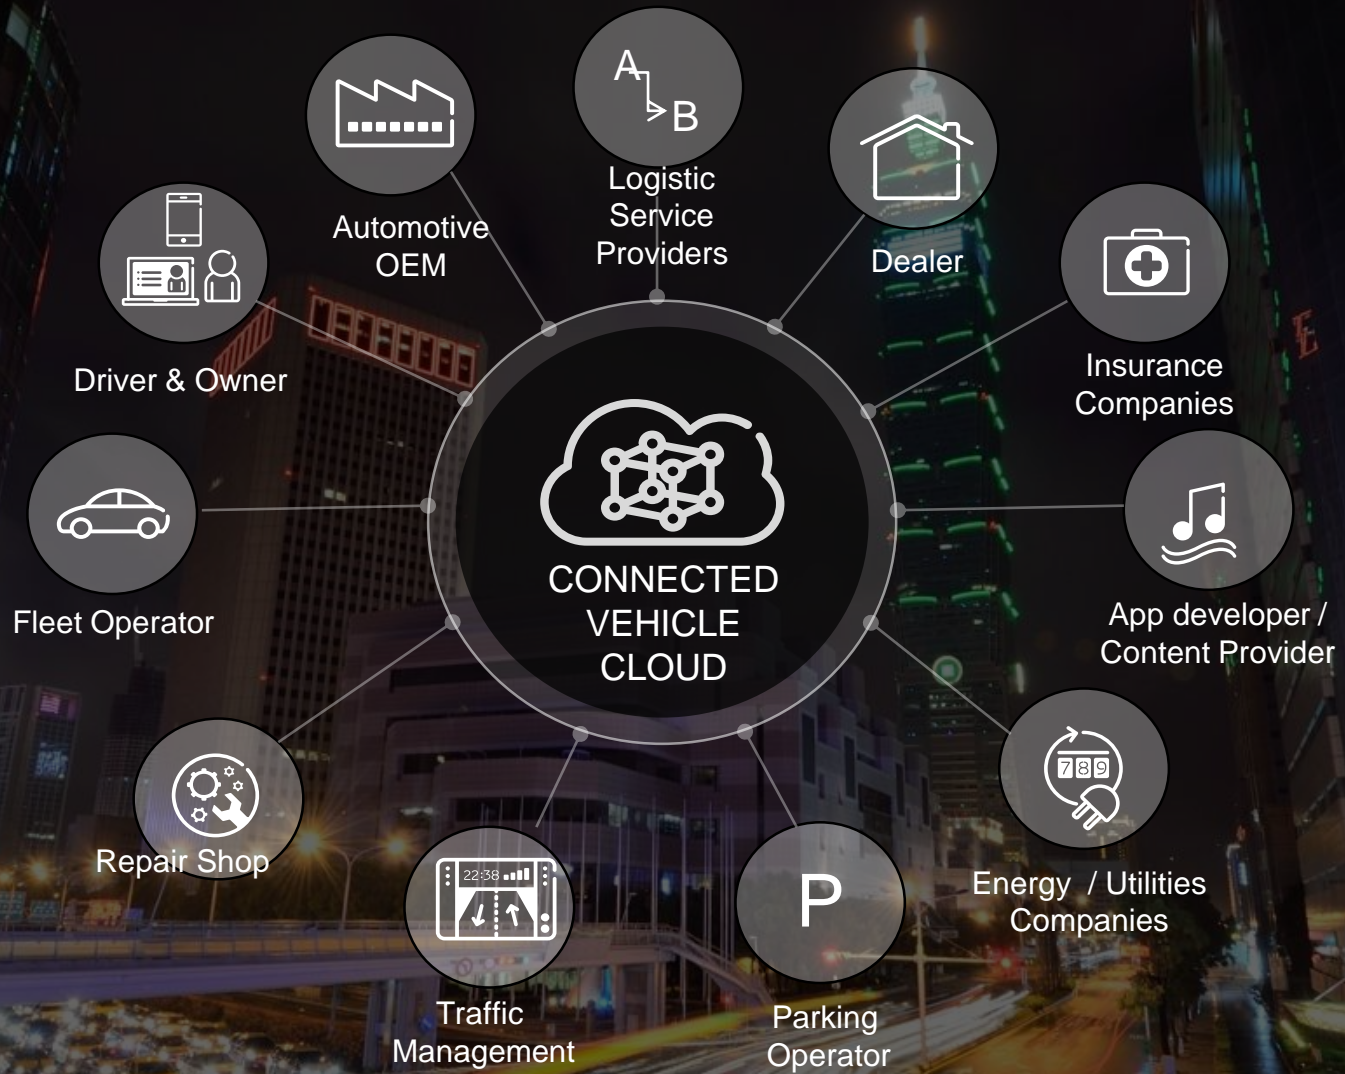 A
B
Logistic
Service
Providers
Automotive
OEM
Dealer
Driver & Owner
Insurance
Companies
CONNECTED
VEHICLE
CLOUD
Fleet Operator
App developer /
Content Provider
Repair Shop
789
Energy / Utilities
Companies
22:38
P
Traffic
Management
Parking
Operator